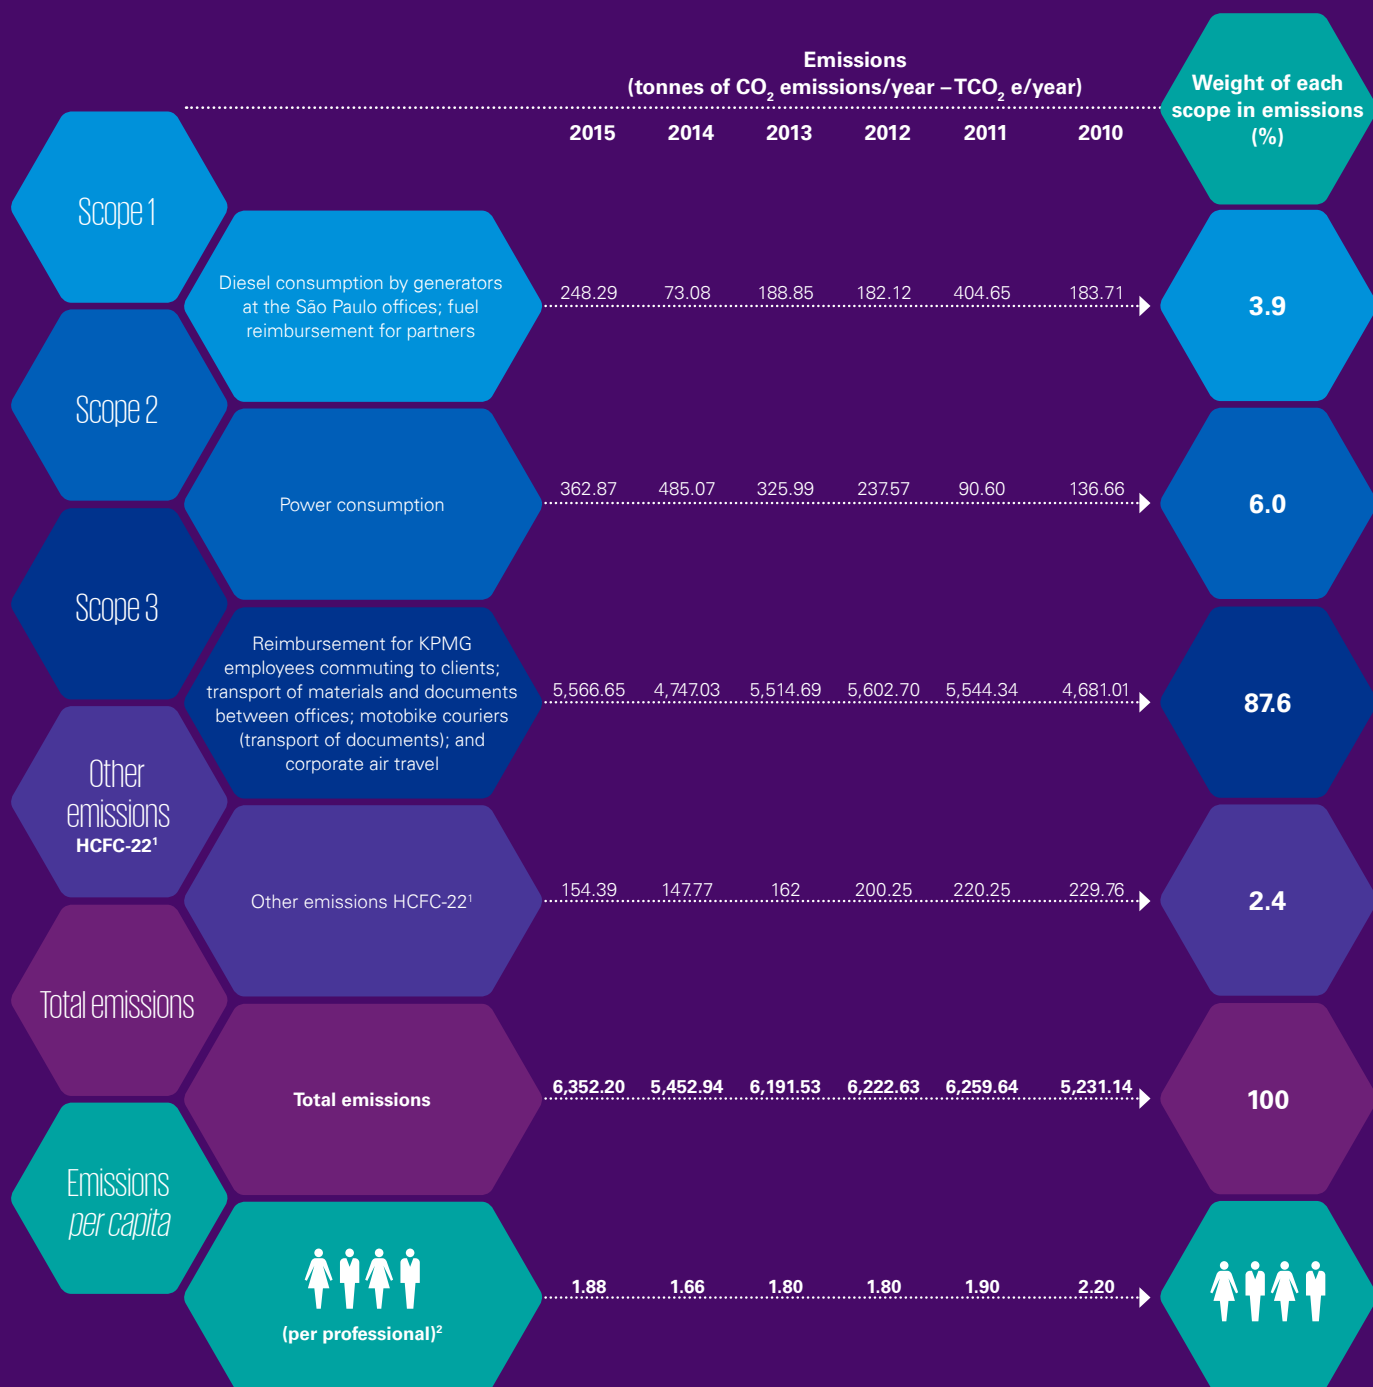 Emissions
(tonnes of CO2 emissions/year – TCO2 e/year)
Weight of each
scope in emissions
(%)
2015 2014 2013 2012 2011 2010
Scope 1
Diesel consumption by generators
at the São Paulo offices; fuel
reimbursement for partners
248.29 73.08 188.85 182.12 404.65 183.71
3.9
Scope 2
Power consumption
362.87 485.07 325.99 237.57 90.60 136.66
6.0
Scope 3
Reimbursement for KPMG
employees commuting to clients;
transport of materials and documents
between offices; motobike couriers
(transport of documents); and
corporate air travel
5,566.65 4,747.03 5,514.69 5,602.70 5,544.34 4,681.01
87.6
Other
emissions
HCFC-22¹
Other emissions HCFC-22¹
154.39 147.77 162 200.25 220.25 229.76
2.4
Total emissions
Total emissions
6,352.20 5,452.94 6,191.53 6,222.63 6,259.64 5,231.14
100
Emissions
per capita
(per professional)²
1.88 1.66 1.80 1.80 1.90 2.20